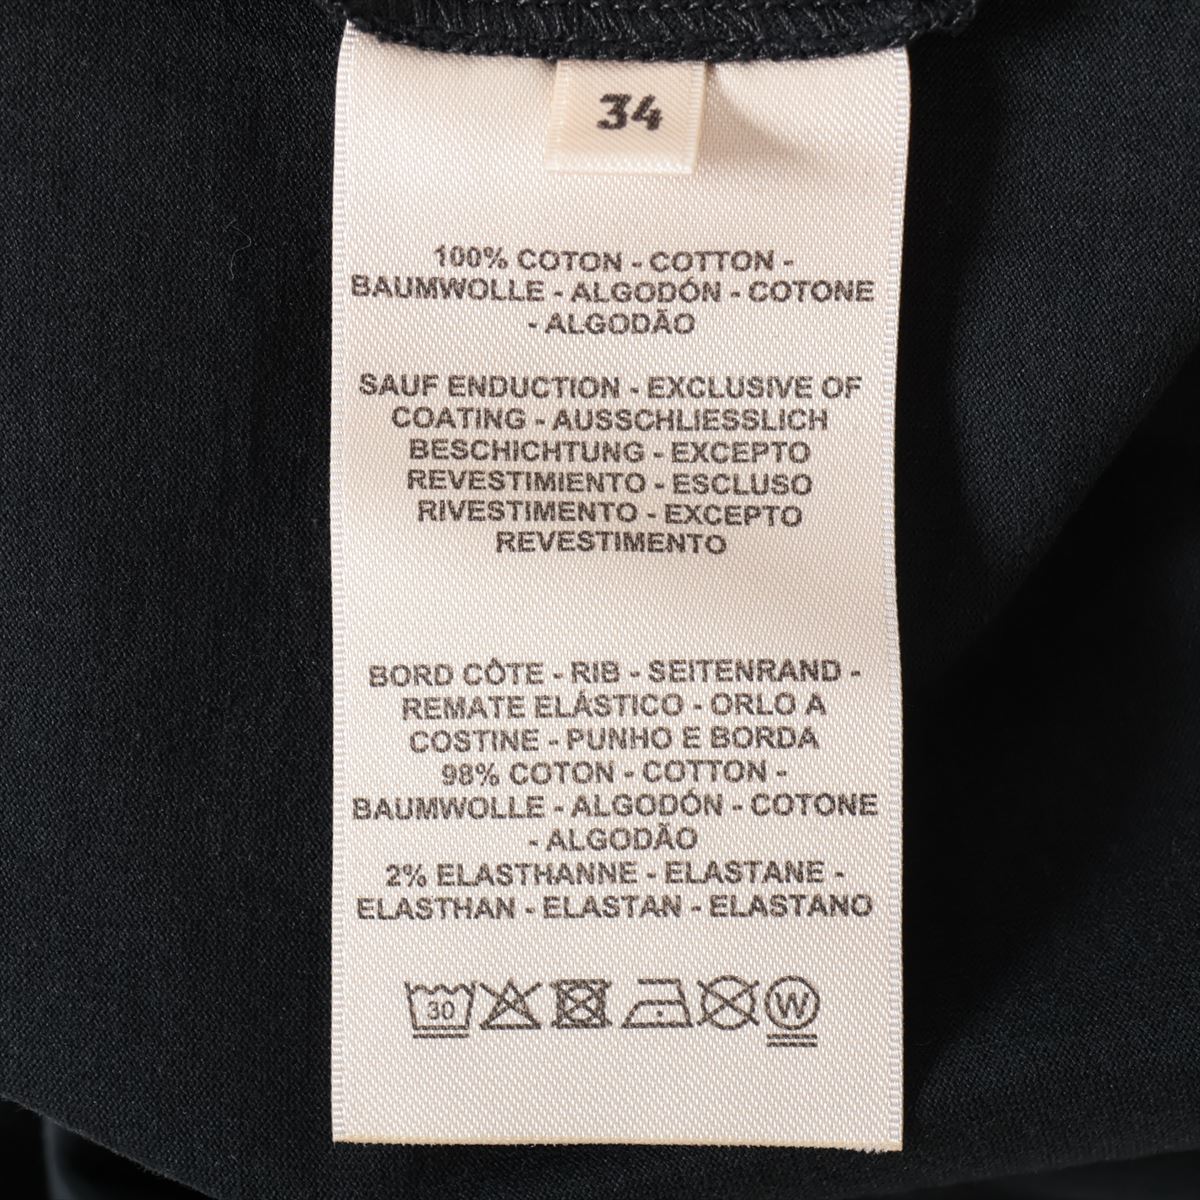 34
100% COTON - COTTON -
BAUMWOLLE - ALGODÓN - COTONE
- ALGODÃO
SAUF ENDUCTION - EXCLUSIVE OF
COATING - AUSSCHLIESSLICH
BESCHICHTUNG - EXCEPTO
REVESTIMIENTO - ESCLUSO
RIVESTIMENTO - EXCEPTO
REVESTIMENTO
BORD CÔTE - RIB - SEITENRAND -
REMATE ELÁSTICO - ORLO A
COSTINE - PUNHO E BORDA
98% COTON - COTTON -
BAUMWOLLE - ALGODÓN - COTONE
- ALGODÃO
2% ELASTHANNE - ELASTANE -
ELASTHAN - ELASTAN - ELASTANO
30 W